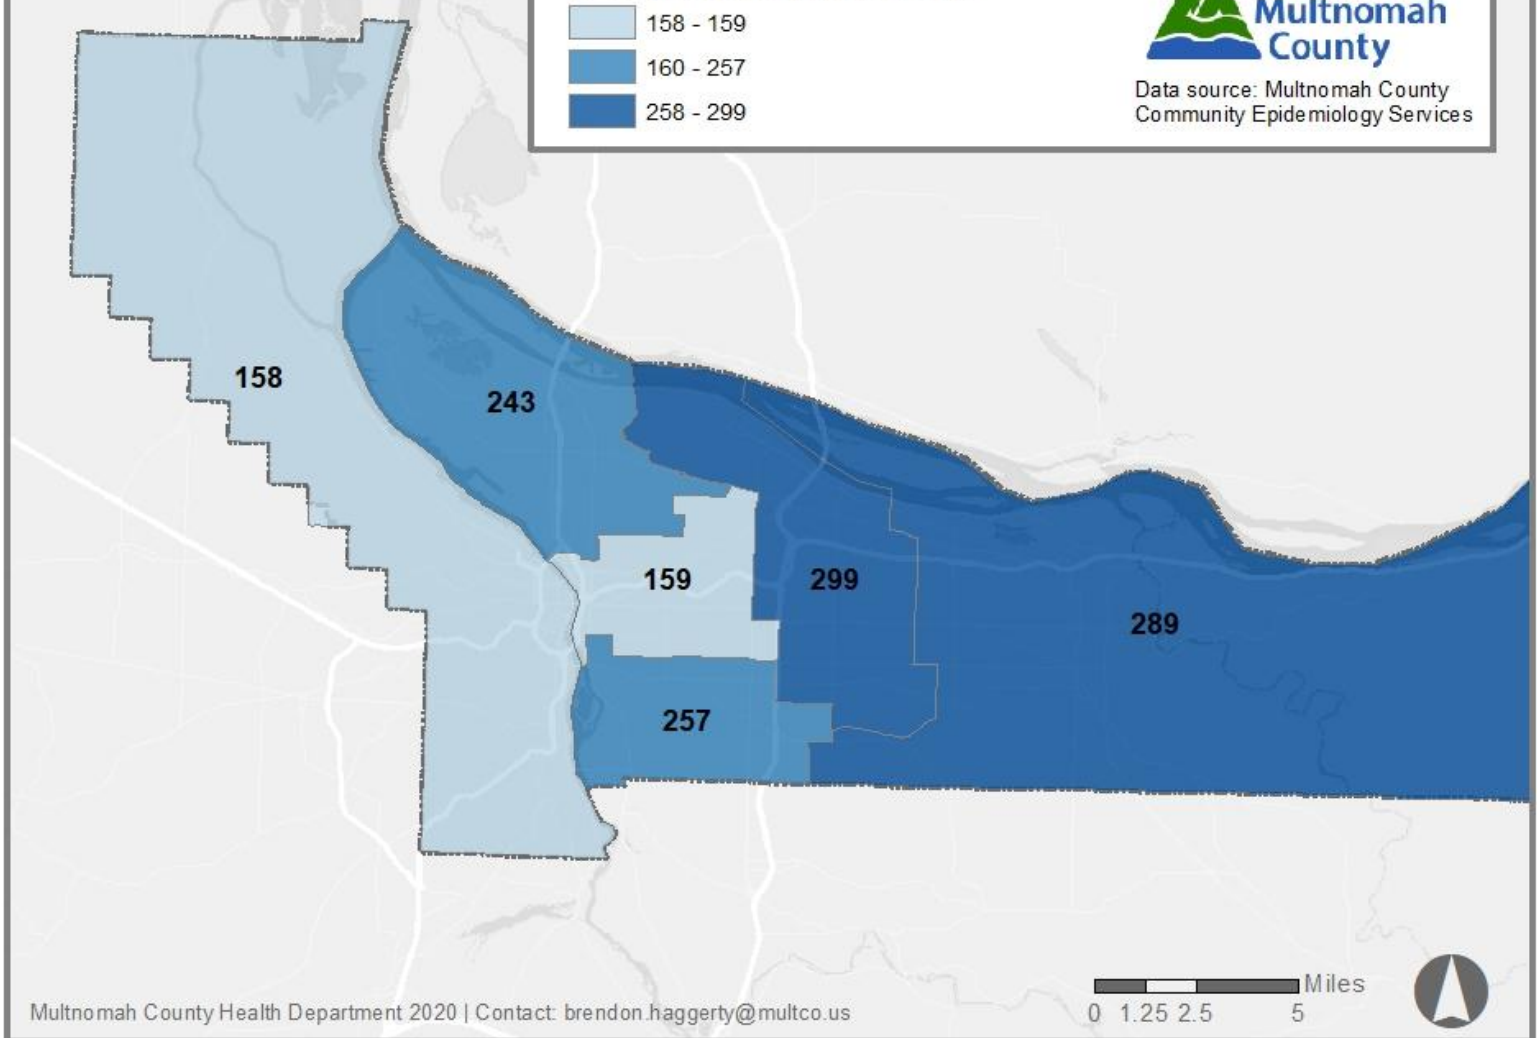 158 - 159
160 - 257
258 - 299
Multnomah
County
Data source: Multnomah County
Community Epidemiology Services
158
243
159
299
289
257
Miles
0 1.25 2.5 5
Multnomah County Health Department 2020 | Contact: brendon.haggerty@multco.us